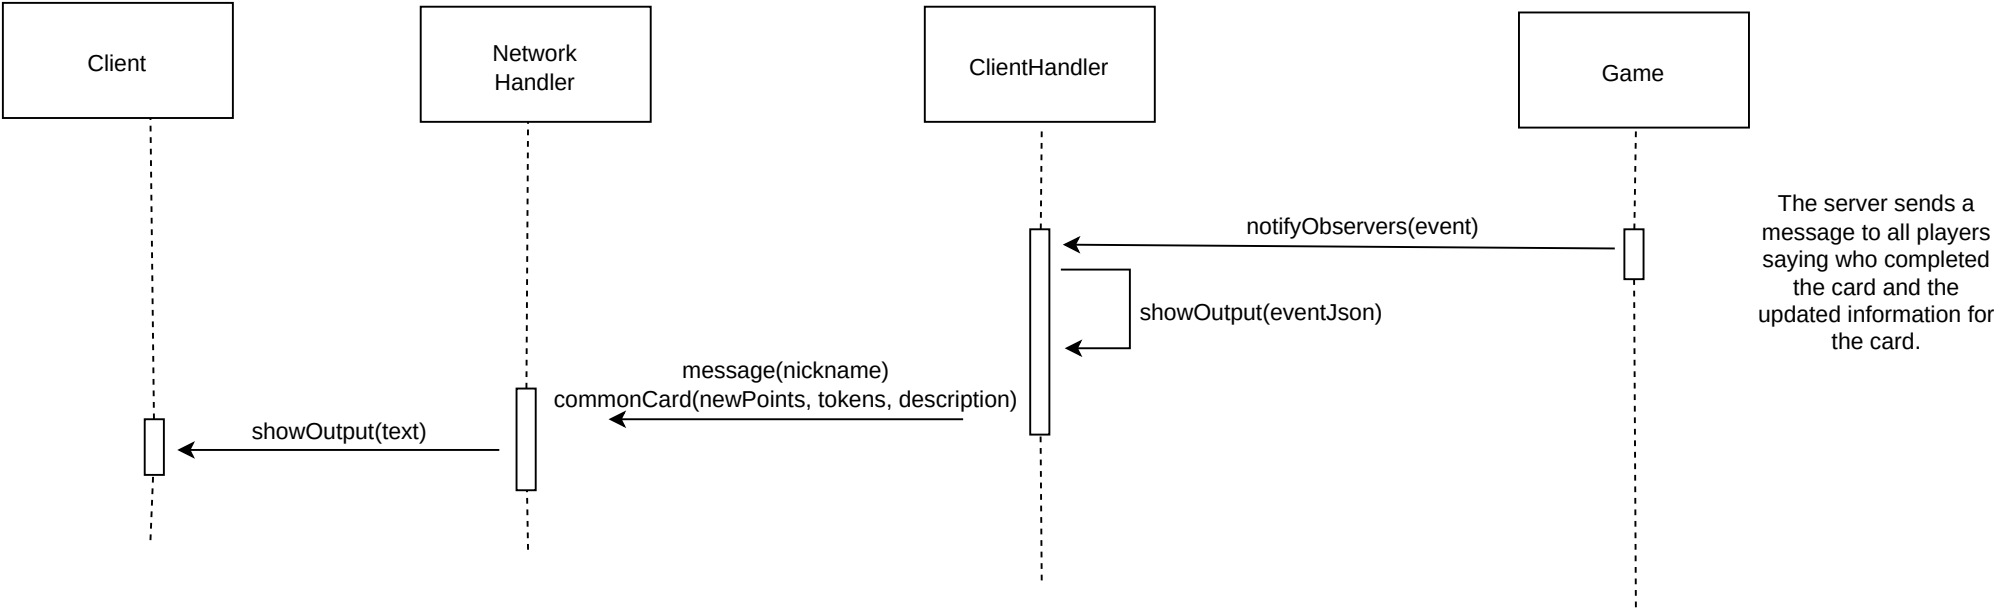 Client
Network
Handler
ClientHandler
Game
The server sends a
message to all players
saying who completed
the card and the
updated information for
the card.
notifyObservers(event)
showOutput(eventJson)
message(nickname)
commonCard(newPoints, tokens, description)
showOutput(text)